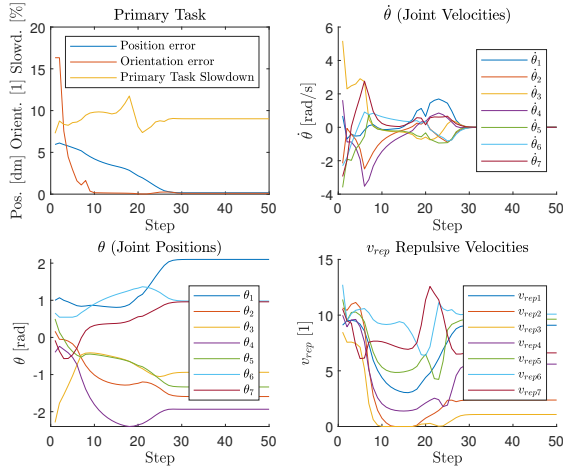 Primary Task
Pos. [dm] Orient. [1] Slowd. [%]
20
15
10
5
0
Position error
Orientation error
Primary Task Slowdown
10 20 30 40 50
Step
θ̇ (Joint Velocities)
θ̇ [rad/s]
6
4
2
0
-2
-4
θ̇1
θ̇2
θ̇3
θ̇4
θ̇5
θ̇6
θ̇7
0 10 20 30 40 50
Step
θ (Joint Positions)
θ [rad]
2
1
0
-1
-2
θ1
θ2
θ3
θ4
θ5
θ6
θ7
0 10 20 30 40 50
Step
vrep Repulsive Velocities
vrep [1]
15
10
5
0
vrep1
vrep2
vrep3
vrep4
vrep5
vrep6
vrep7
0 10 20 30 40 50
Step